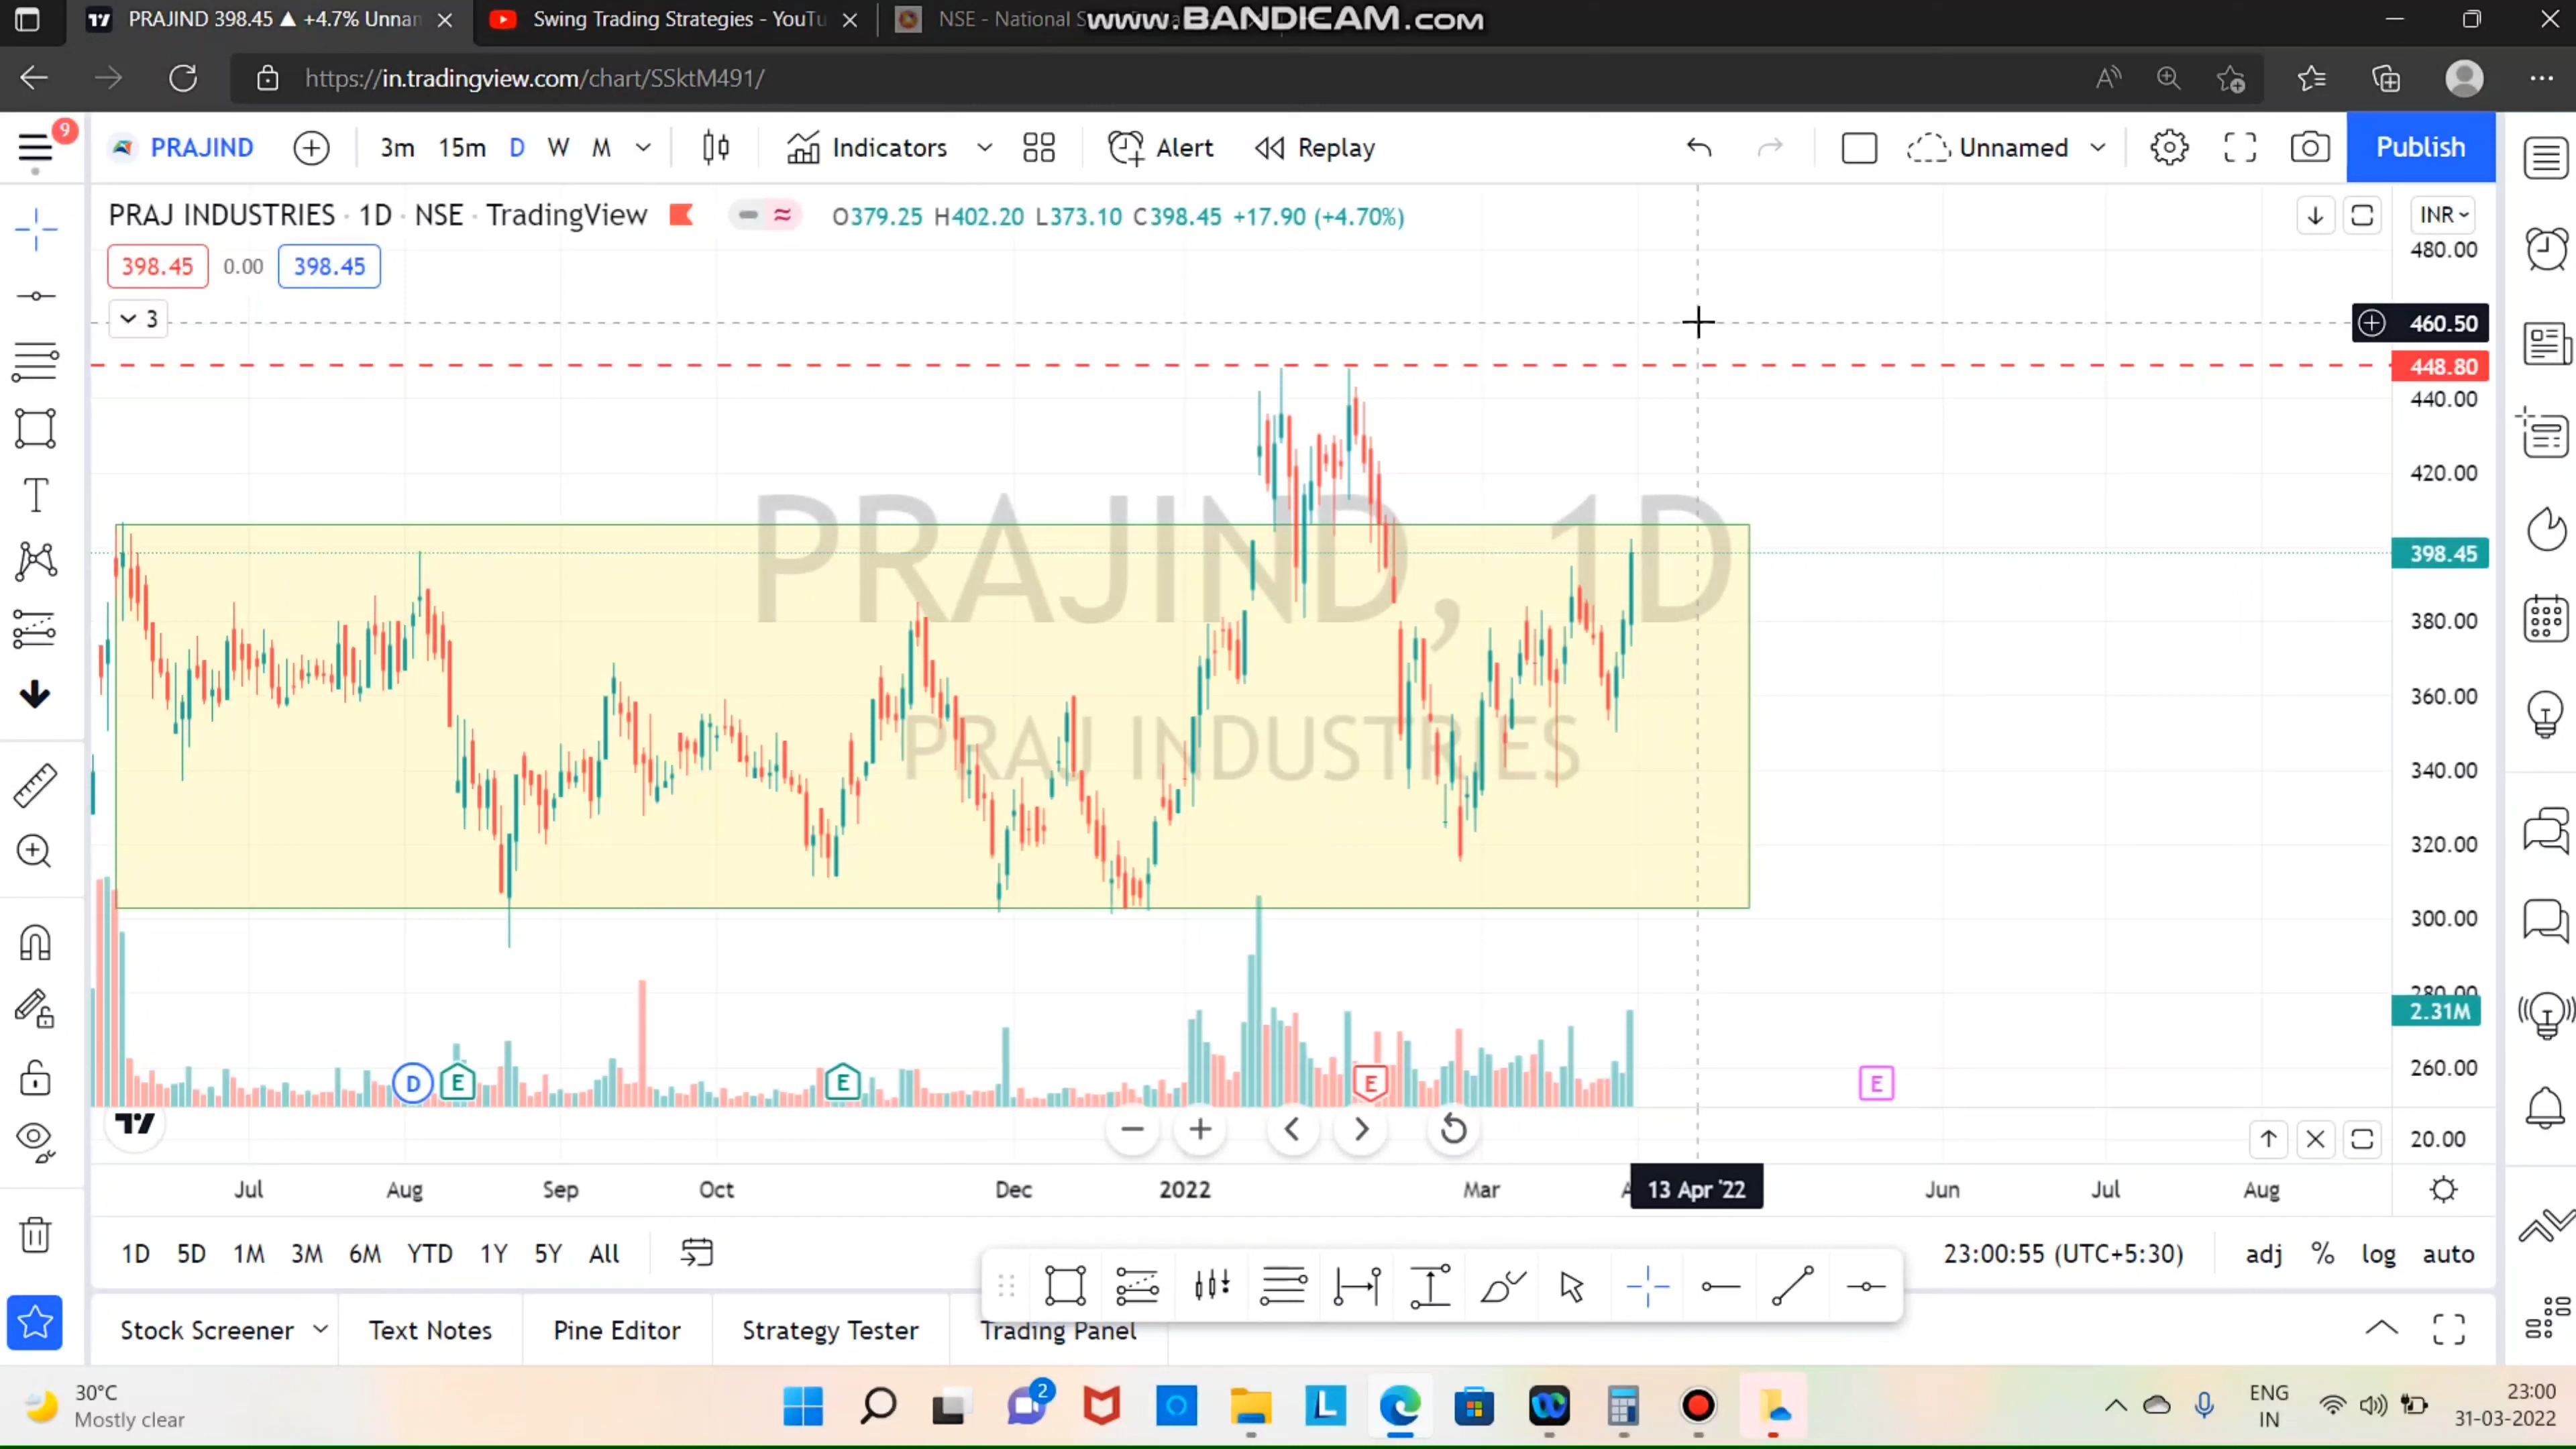 PRAJIND 398.45 ▲ +4.7% Unnam
Swing Trading Strategies - YouTu
NSE - National S
www.BANDICAM.com
https://in.tradingview.com/chart/SSktM491/
9
PRAJIND
3m 15m D W M
Indicators
Alert
Replay
Unnamed
Publish
PRAJ INDUSTRIES · 1D · NSE · TradingView
O379.25 H402.20 L373.10 C398.45 +17.90 (+4.70%)
INR
398.45 0.00 398.45
3
480.00
460.50
448.80
440.00
420.00
398.45
380.00
360.00
340.00
320.00
300.00
280.00
2.31M
260.00
20.00
PRAJIND, 1D
PRAJ INDUSTRIES
D E E E E
Jul Aug Sep Oct Dec 2022 Mar A 13 Apr '22 Jun Jul Aug
1D 5D 1M 3M 6M YTD 1Y 5Y All
23:00:55 (UTC+5:30) adj % log auto
Stock Screener Text Notes Pine Editor Strategy Tester Trading Panel
30°C
Mostly clear
2
L
ENG
IN
23:00
31-03-2022